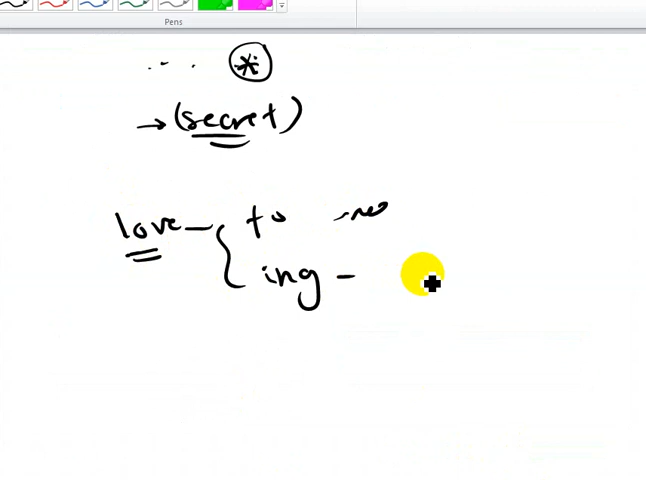 Pens
.... *
→ (secret)
love — { to
ing –